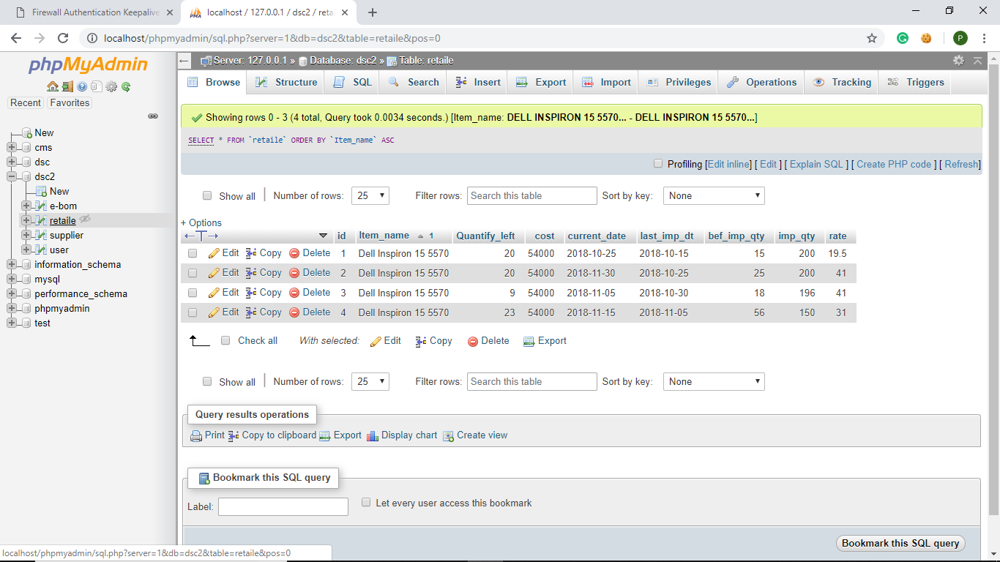 Firewall Authentication Keepalive
localhost / 127.0.0.1 / dsc2 / reta
localhost/phpmyadmin/sql.php?server=1&db=dsc2&table=retaile&pos=0
P
phpMyAdmin
Recent Favorites
New
cms
dsc
dsc2
New
e-bom
retaile
supplier
user
information_schema
mysql
performance_schema
phpmyadmin
test
Server: 127.0.0.1 » Database: dsc2 » Table: retaile
Browse Structure SQL Search Insert Export Import Privileges Operations Tracking Triggers
Showing rows 0 - 3 (4 total, Query took 0.0034 seconds.) [Item_name: DELL INSPIRON 15 5570... - DELL INSPIRON 15 5570...]
SELECT * FROM `retaile` ORDER BY `Item_name` ASC
Profiling [Edit inline] [ Edit ] [ Explain SQL ] [ Create PHP code ] [ Refresh]
Show all Number of rows: 25 Filter rows: Search this table Sort by key: None
+ Options
id Item_name 1 Quantify_left cost current_date last_imp_dt bef_imp_qty imp_qty rate
Edit Copy Delete 1 Dell Inspiron 15 5570 20 54000 2018-10-25 2018-10-15 15 200 19.5
Edit Copy Delete 2 Dell Inspiron 15 5570 20 54000 2018-11-30 2018-10-25 25 200 41
Edit Copy Delete 3 Dell Inspiron 15 5570 9 54000 2018-11-05 2018-10-30 18 196 41
Edit Copy Delete 4 Dell Inspiron 15 5570 23 54000 2018-11-15 2018-11-05 56 150 31
Check all With selected: Edit Copy Delete Export
Show all Number of rows: 25 Filter rows: Search this table Sort by key: None
Query results operations
Print Copy to clipboard Export Display chart Create view
Bookmark this SQL query
Label: Let every user access this bookmark
Bookmark this SQL query
localhost/phpmyadmin/sql.php?server=1&db=dsc2&table=retaile&pos=0